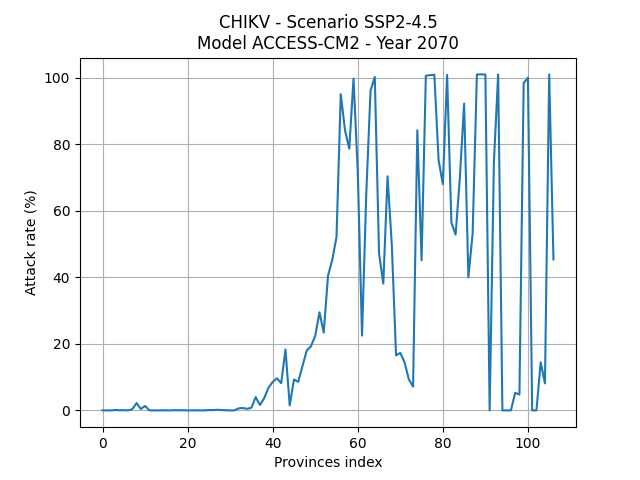 CHIKV - Scenario SSP2-4.5
Model ACCESS-CM2 - Year 2070
100
80
60
40
20
0
Attack rate (%)
0 20 40 60 80 100
Provinces index